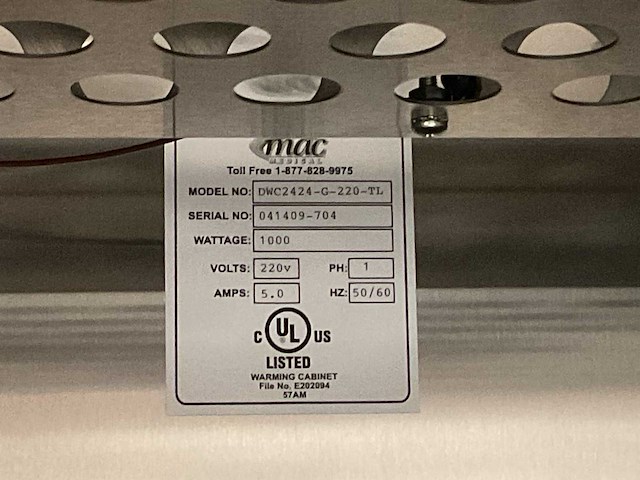 mac
MEDICAL
Toll Free 1-877-828-9975
MODEL NO: DWC2424-G-220-TL
SERIAL NO: 041409-704
WATTAGE: 1000
VOLTS: 220v PH: 1
AMPS: 5.0 HZ: 50/60
C UL US
®
LISTED
WARMING CABINET
File No. E202094
57AM